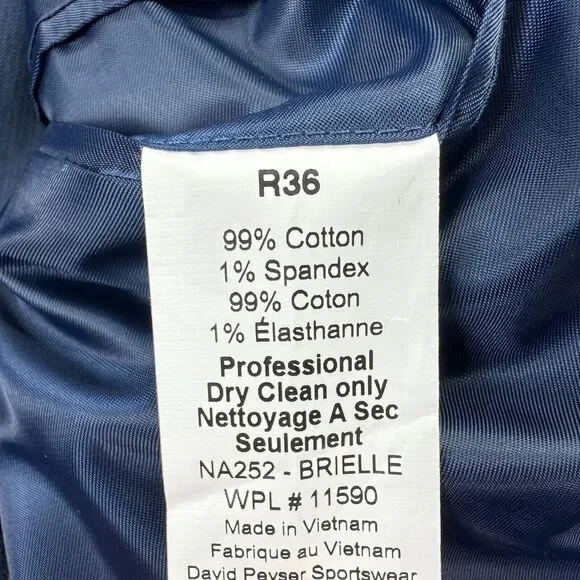 R36
99% Cotton
1% Spandex
99% Coton
1% Élasthanne
Professional
Dry Clean only
Nettoyage A Sec
Seulement
NA252 - BRIELLE
WPL # 11590
Made in Vietnam
Fabrique au Vietnam
David Peyser Sportswear